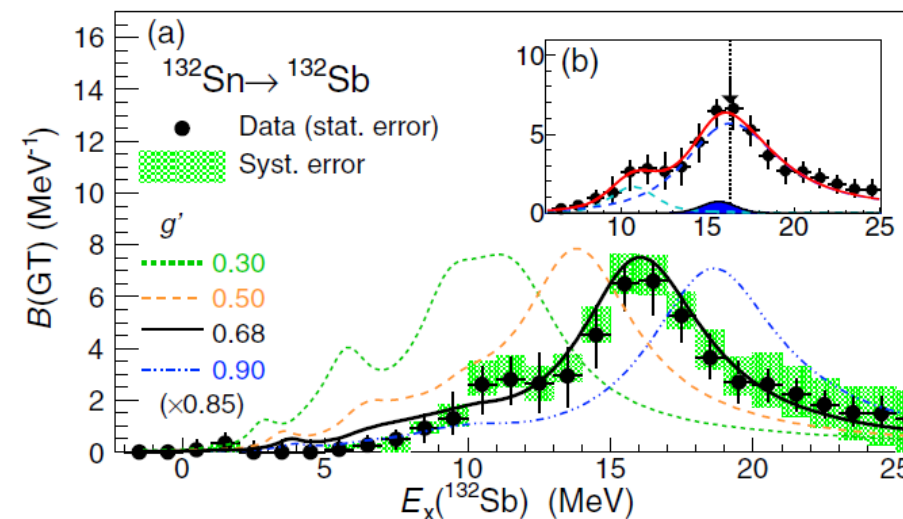 (a)
¹³²Sn→ ¹³²Sb
Data (stat. error)
Syst. error
g'
0.30
0.50
0.68
0.90
(×0.85)
B(GT) (MeV⁻¹)
16
14
12
10
8
6
4
2
0
0 5 10 15 20 25
Eₓ(¹³²Sb) (MeV)
(b)
10
5
0
10 15 20 25